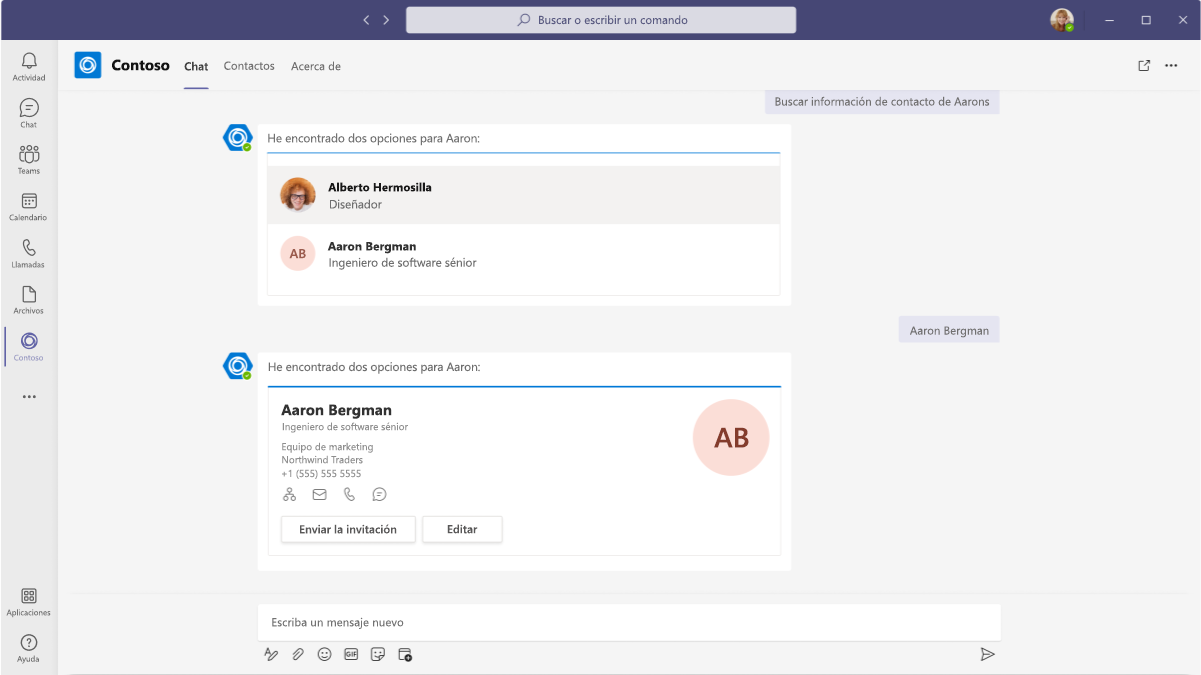 Buscar o escribir un comando
Actividad
Chat
Teams
Calendario
Llamadas
Archivos
Contoso
Aplicaciones
Ayuda
Contoso
Chat
Contactos
Acerca de
Buscar información de contacto de Aarons
He encontrado dos opciones para Aaron:
Alberto Hermosilla
Diseñador
AB
Aaron Bergman
Ingeniero de software sénior
Aaron Bergman
He encontrado dos opciones para Aaron:
Aaron Bergman
Ingeniero de software sénior
Equipo de marketing
Northwind Traders
+1 (555) 555 5555
AB
Enviar la invitación
Editar
Escriba un mensaje nuevo
GIF